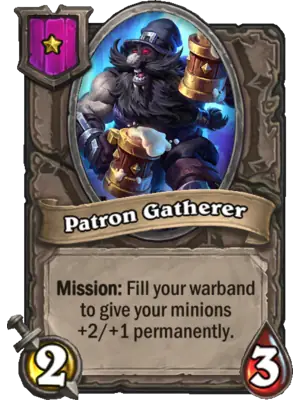 Patron Gatherer
Mission: Fill your warband
to give your minions
+2/+1 permanently.
2
3